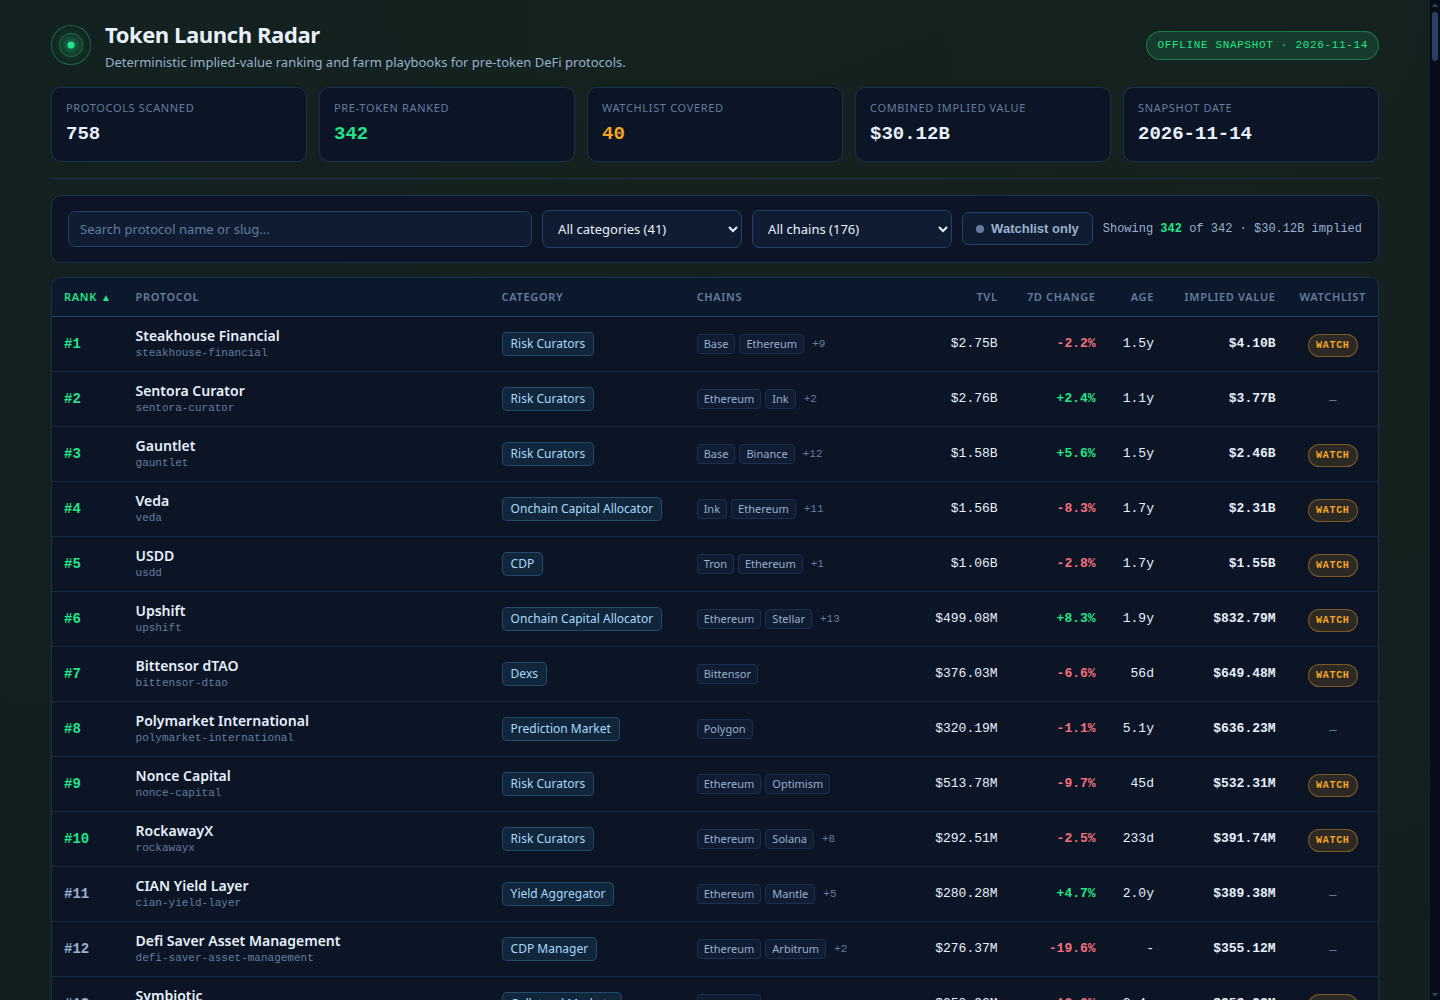 Token Launch Radar
Deterministic implied-value ranking and farm playbooks for pre-token DeFi protocols.
OFFLINE SNAPSHOT · 2026-11-14
PROTOCOLS SCANNED
758
PRE-TOKEN RANKED
342
WATCHLIST COVERED
40
COMBINED IMPLIED VALUE
$30.12B
SNAPSHOT DATE
2026-11-14
Search protocol name or slug...
All categories (41)
All chains (176)
Watchlist only
Showing 342 of 342 · $30.12B implied
RANK ▲ PROTOCOL CATEGORY CHAINS TVL 7D CHANGE AGE IMPLIED VALUE WATCHLIST
#1 Steakhouse Financial Risk Curators Base Ethereum +9 $2.75B -2.2% 1.5y $4.10B WATCH
steakhouse-financial
#2 Sentora Curator Risk Curators Ethereum Ink +2 $2.76B +2.4% 1.1y $3.77B –
sentora-curator
#3 Gauntlet Risk Curators Base Binance +12 $1.58B +5.6% 1.5y $2.46B WATCH
gauntlet
#4 Veda Onchain Capital Allocator Ink Ethereum +11 $1.56B -8.3% 1.7y $2.31B WATCH
veda
#5 USDD CDP Tron Ethereum +1 $1.06B -2.8% 1.7y $1.55B WATCH
usdd
#6 Upshift Onchain Capital Allocator Ethereum Stellar +13 $499.08M +8.3% 1.9y $832.79M WATCH
upshift
#7 Bittensor dTAO Dexs Bittensor $376.03M -6.6% 56d $649.48M WATCH
bittensor-dtao
#8 Polymarket International Prediction Market Polygon $320.19M -1.1% 5.1y $636.23M –
polymarket-international
#9 Nonce Capital Risk Curators Ethereum Optimism $513.78M -9.7% 45d $532.31M WATCH
nonce-capital
#10 RockawayX Risk Curators Ethereum Solana +8 $292.51M -2.5% 233d $391.74M WATCH
rockawayx
#11 CIAN Yield Layer Yield Aggregator Ethereum Mantle +5 $280.28M +4.7% 2.0y $389.38M –
cian-yield-layer
#12 Defi Saver Asset Management CDP Manager Ethereum Arbitrum +2 $276.37M -19.6% - $355.12M –
defi-saver-asset-management
Symbiotic